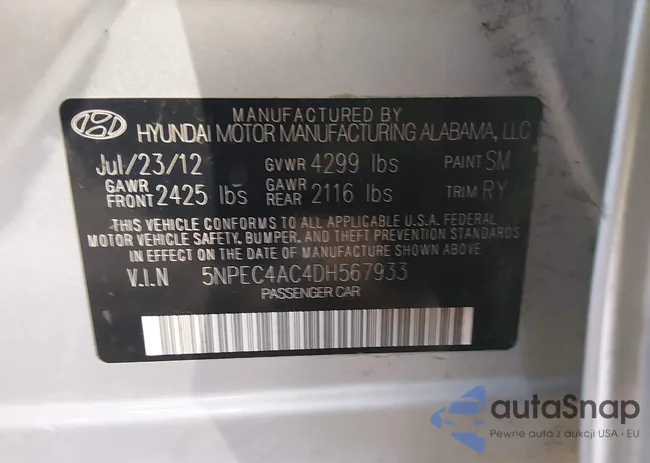 MANUFACTURED BY
HYUNDAI MOTOR MANUFACTURING ALABAMA, LLC
Jul/23/12 GVWR 4299 lbs PAINT SM
GAWR FRONT 2425 lbs GAWR REAR 2116 lbs TRIM RY
THIS VEHICLE CONFORMS TO ALL APPLICABLE U.S.A. FEDERAL
MOTOR VEHICLE SAFETY, BUMPER, AND THEFT PREVENTION STANDARDS
IN EFFECT ON THE DATE OF MANUFACTURE SHOWN ABOVE.
V.I.N 5NPEC4AC4DH567933
PASSENGER CAR
autaSnap
Pewne auta z aukcji USA i EU